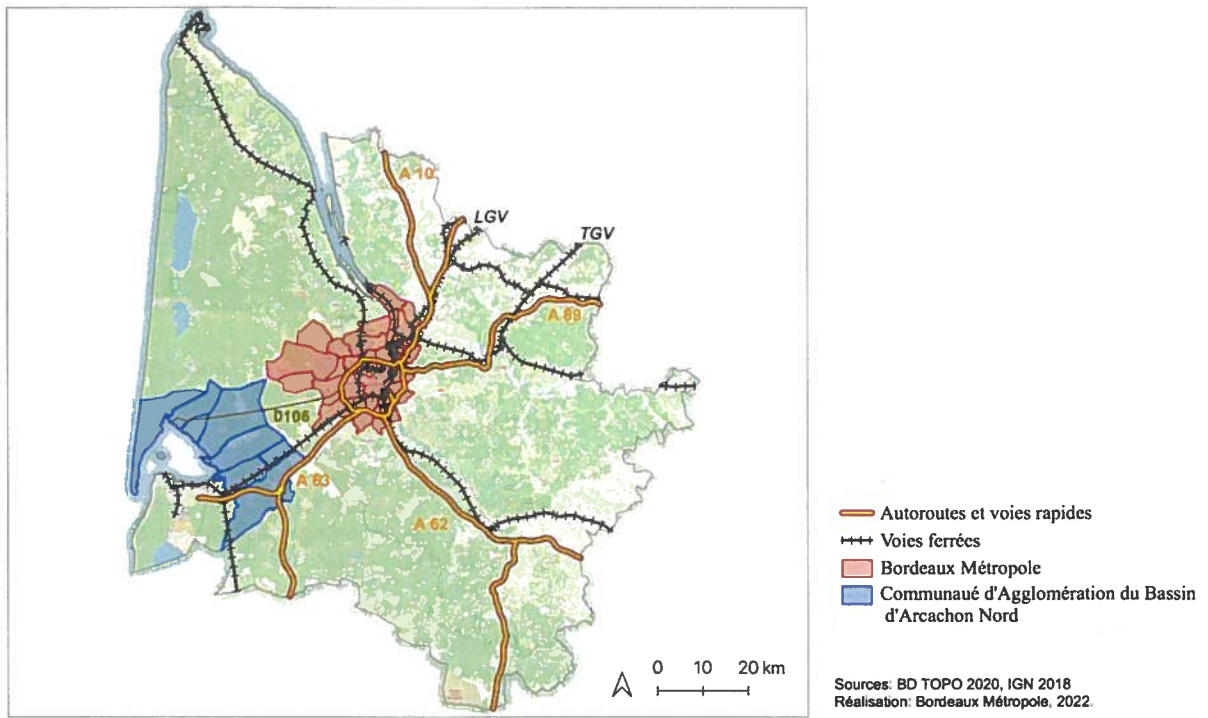 A 10
LGV
TGV
A 89
D106
A 63
A 62
0 10 20 km
Autoroutes et voies rapides
Voies ferrées
Bordeaux Métropole
Communaué d'Agglomération du Bassin
d'Arcachon Nord
Sources: BD TOPO 2020, IGN 2018
Réalisation: Bordeaux Métropole, 2022.